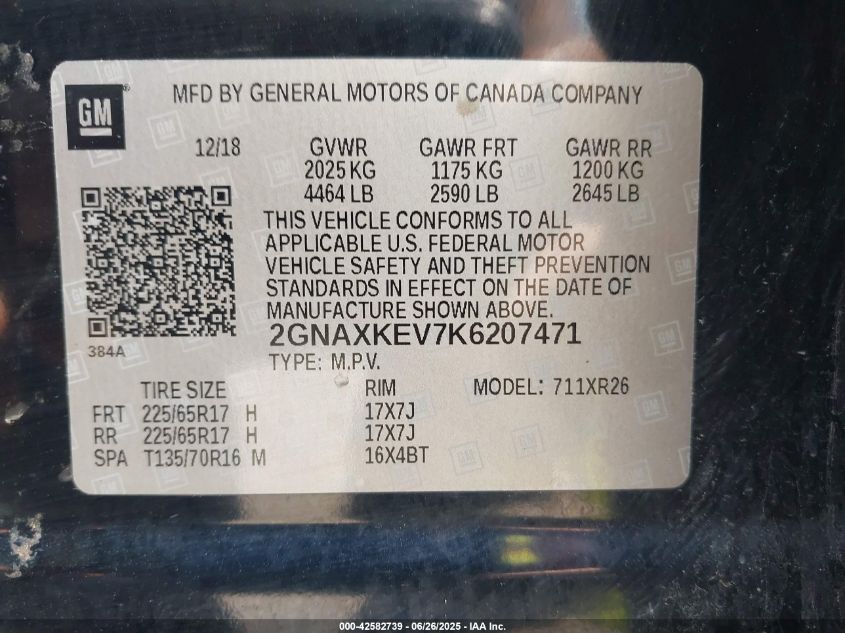 GM
MFD BY GENERAL MOTORS OF CANADA COMPANY
12/18 GVWR GAWR FRT GAWR RR
2025 KG 1175 KG 1200 KG
4464 LB 2590 LB 2645 LB
THIS VEHICLE CONFORMS TO ALL
APPLICABLE U.S. FEDERAL MOTOR
VEHICLE SAFETY AND THEFT PREVENTION
STANDARDS IN EFFECT ON THE DATE OF
MANUFACTURE SHOWN ABOVE.
384A
2GNAXKEV7K6207471
TYPE: M.P.V.
TIRE SIZE RIM MODEL: 711XR26
FRT 225/65R17 H 17X7J
RR 225/65R17 H 17X7J
SPA T135/70R16 M 16X4BT
000-42582739 - 06/26/2025 - IAA Inc.